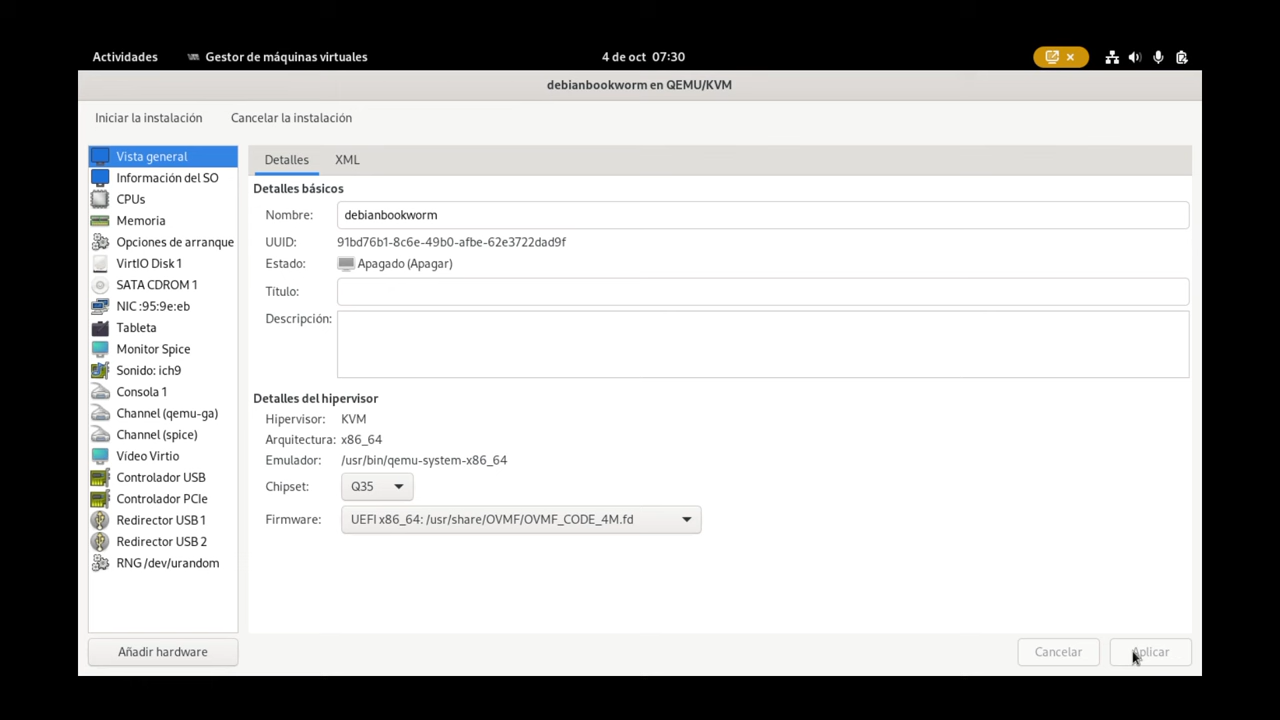 Actividades Gestor de máquinas virtuales 4 de oct 07:30
debianbookworm en QEMU/KVM
Iniciar la instalación Cancelar la instalación
Vista general
Información del SO
CPUs
Memoria
Opciones de arranque
VirtIO Disk 1
SATA CDROM 1
NIC :95:9e:eb
Tableta
Monitor Spice
Sonido: ich9
Consola 1
Channel (qemu-ga)
Channel (spice)
Vídeo Virtio
Controlador USB
Controlador PCIe
Redirector USB 1
Redirector USB 2
RNG /dev/urandom
Añadir hardware
Detalles XML
Detalles básicos
Nombre: debianbookworm
UUID: 91bd76b1-8c6e-49b0-afbe-62e3722dad9f
Estado: Apagado (Apagar)
Título:
Descripción:
Detalles del hipervisor
Hipervisor: KVM
Arquitectura: x86_64
Emulador: /usr/bin/qemu-system-x86_64
Chipset: Q35
Firmware: UEFI x86_64: /usr/share/OVMF/OVMF_CODE_4M.fd
Cancelar Aplicar